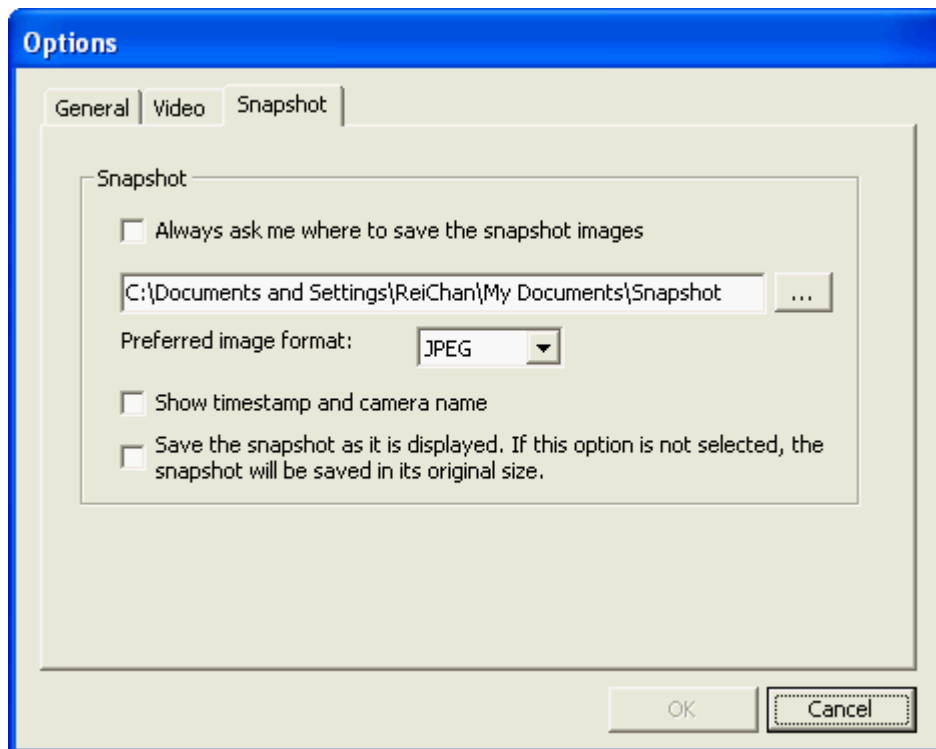 Options
General
Video
Snapshot
Snapshot
Always ask me where to save the snapshot images
C:\Documents and Settings\ReiChan\My Documents\Snapshot
...
Preferred image format:
JPEG
Show timestamp and camera name
Save the snapshot as it is displayed. If this option is not selected, the
snapshot will be saved in its original size.
OK
Cancel